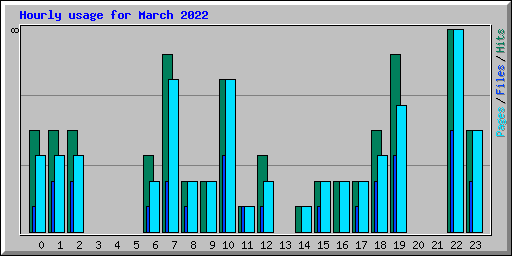 Hourly usage for March 2022
8
Pages/Files/Hits
0 1 2 3 4 5 6 7 8 9 10 11 12 13 14 15 16 17 18 19 20 21 22 23